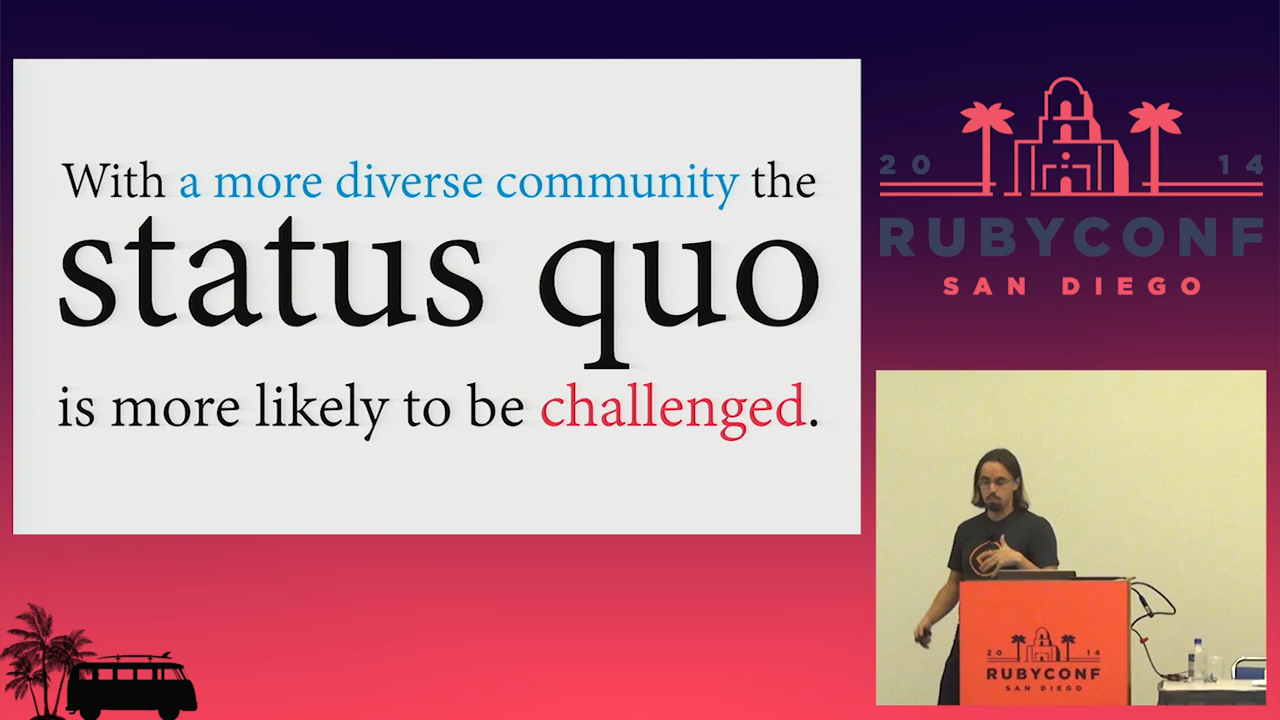 With a more diverse community the
status quo
is more likely to be challenged.
20 14
RUBYCONF
SAN DIEGO
20 14
RUBYCONF
SAN DIEGO